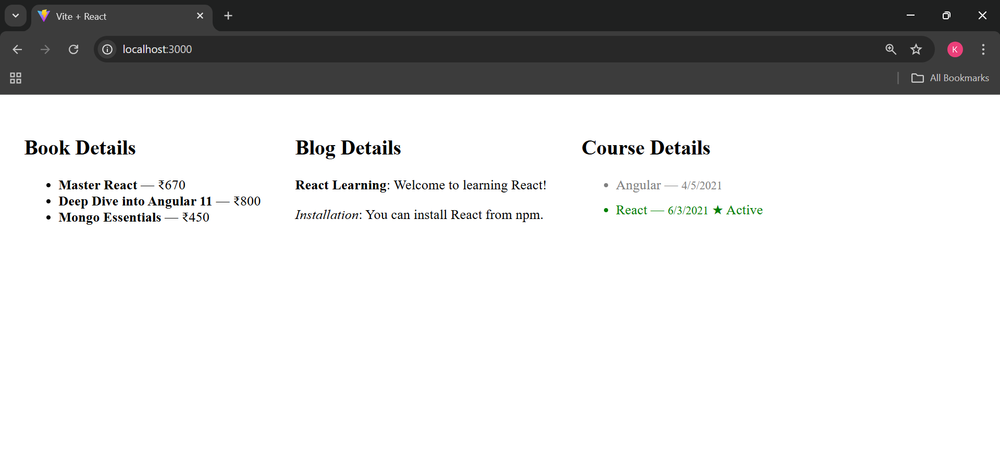 Vite + React
localhost:3000
K
All Bookmarks
Book Details
• Master React — ₹670
• Deep Dive into Angular 11 — ₹800
• Mongo Essentials — ₹450
Blog Details
React Learning: Welcome to learning React!
Installation: You can install React from npm.
Course Details
• Angular — 4/5/2021
• React — 6/3/2021 ★ Active